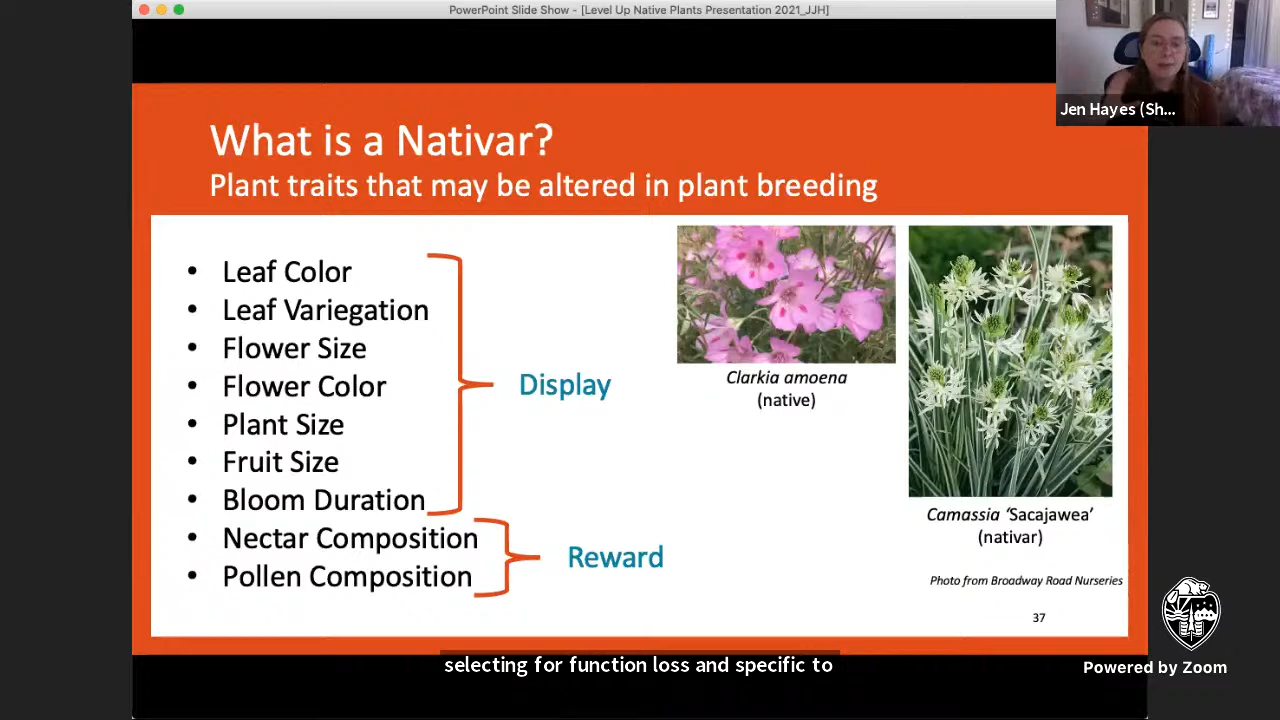 PowerPoint Slide Show - [Level Up Native Plants Presentation 2021_JJH]
Jen Hayes (Sh...
What is a Nativar?
Plant traits that may be altered in plant breeding
• Leaf Color
• Leaf Variegation
• Flower Size
• Flower Color
• Plant Size
• Fruit Size
• Bloom Duration
• Nectar Composition
• Pollen Composition
Display
Reward
Clarkia amoena
(native)
Camassia ‘Sacajawea’
(nativar)
Photo from Broadway Road Nurseries
37
selecting for function loss and specific to
Powered by Zoom